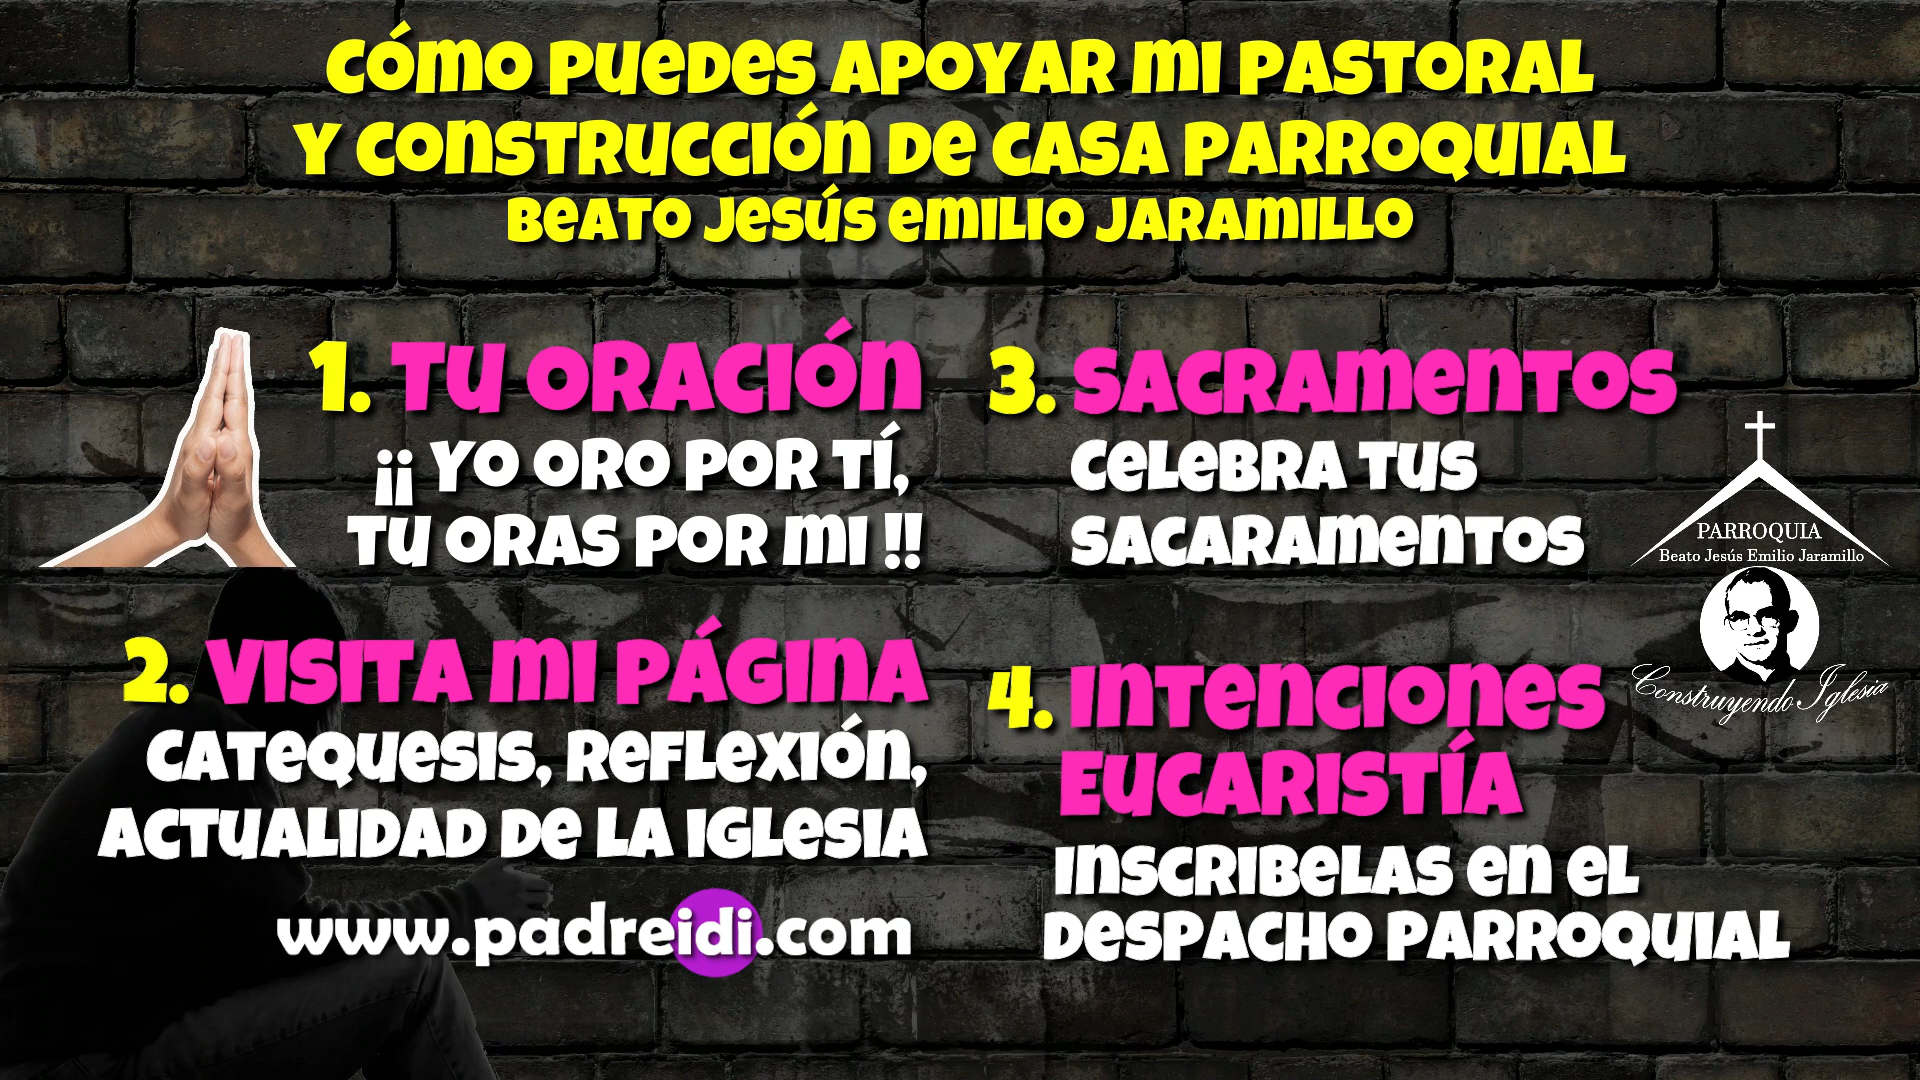 CÓMO PUEDES APOYAR MI PASTORAL
Y CONSTRUCCIÓN DE CASA PARROQUIAL
BEATO JESÚS EMILIO JARAMILLO
1. TU ORACIÓN
¡¡ YO ORO POR TÍ,
TU ORAS POR MI !!
2. VISITA MI PÁGINA
CATEQUESIS, REFLEXIÓN,
ACTUALIDAD DE LA IGLESIA
www.padreidi.com
3. SACRAMENTOS
CELEBRA TUS
SACARAMENTOS
4. INTENCIONES
EUCARISTÍA
INSCRIBELAS EN EL
DESPACHO PARROQUIAL
PARROQUIA
Beato Jesús Emilio Jaramillo
Construyendo Iglesia